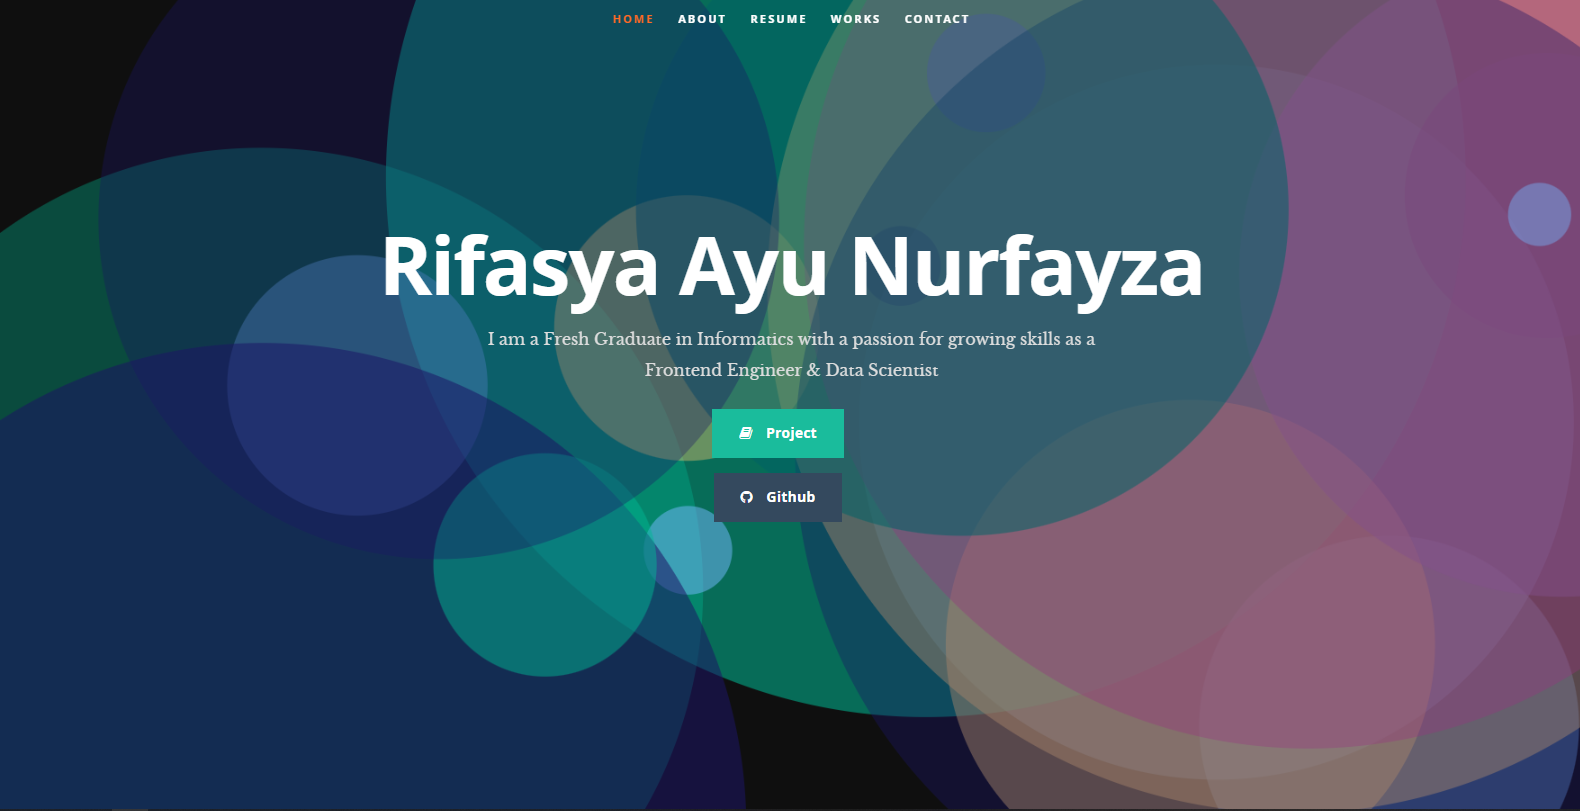 HOME ABOUT RESUME WORKS CONTACT
Rifasya Ayu Nurfayza
I am a Fresh Graduate in Informatics with a passion for growing skills as a
Frontend Engineer & Data Scientist
Project
Github